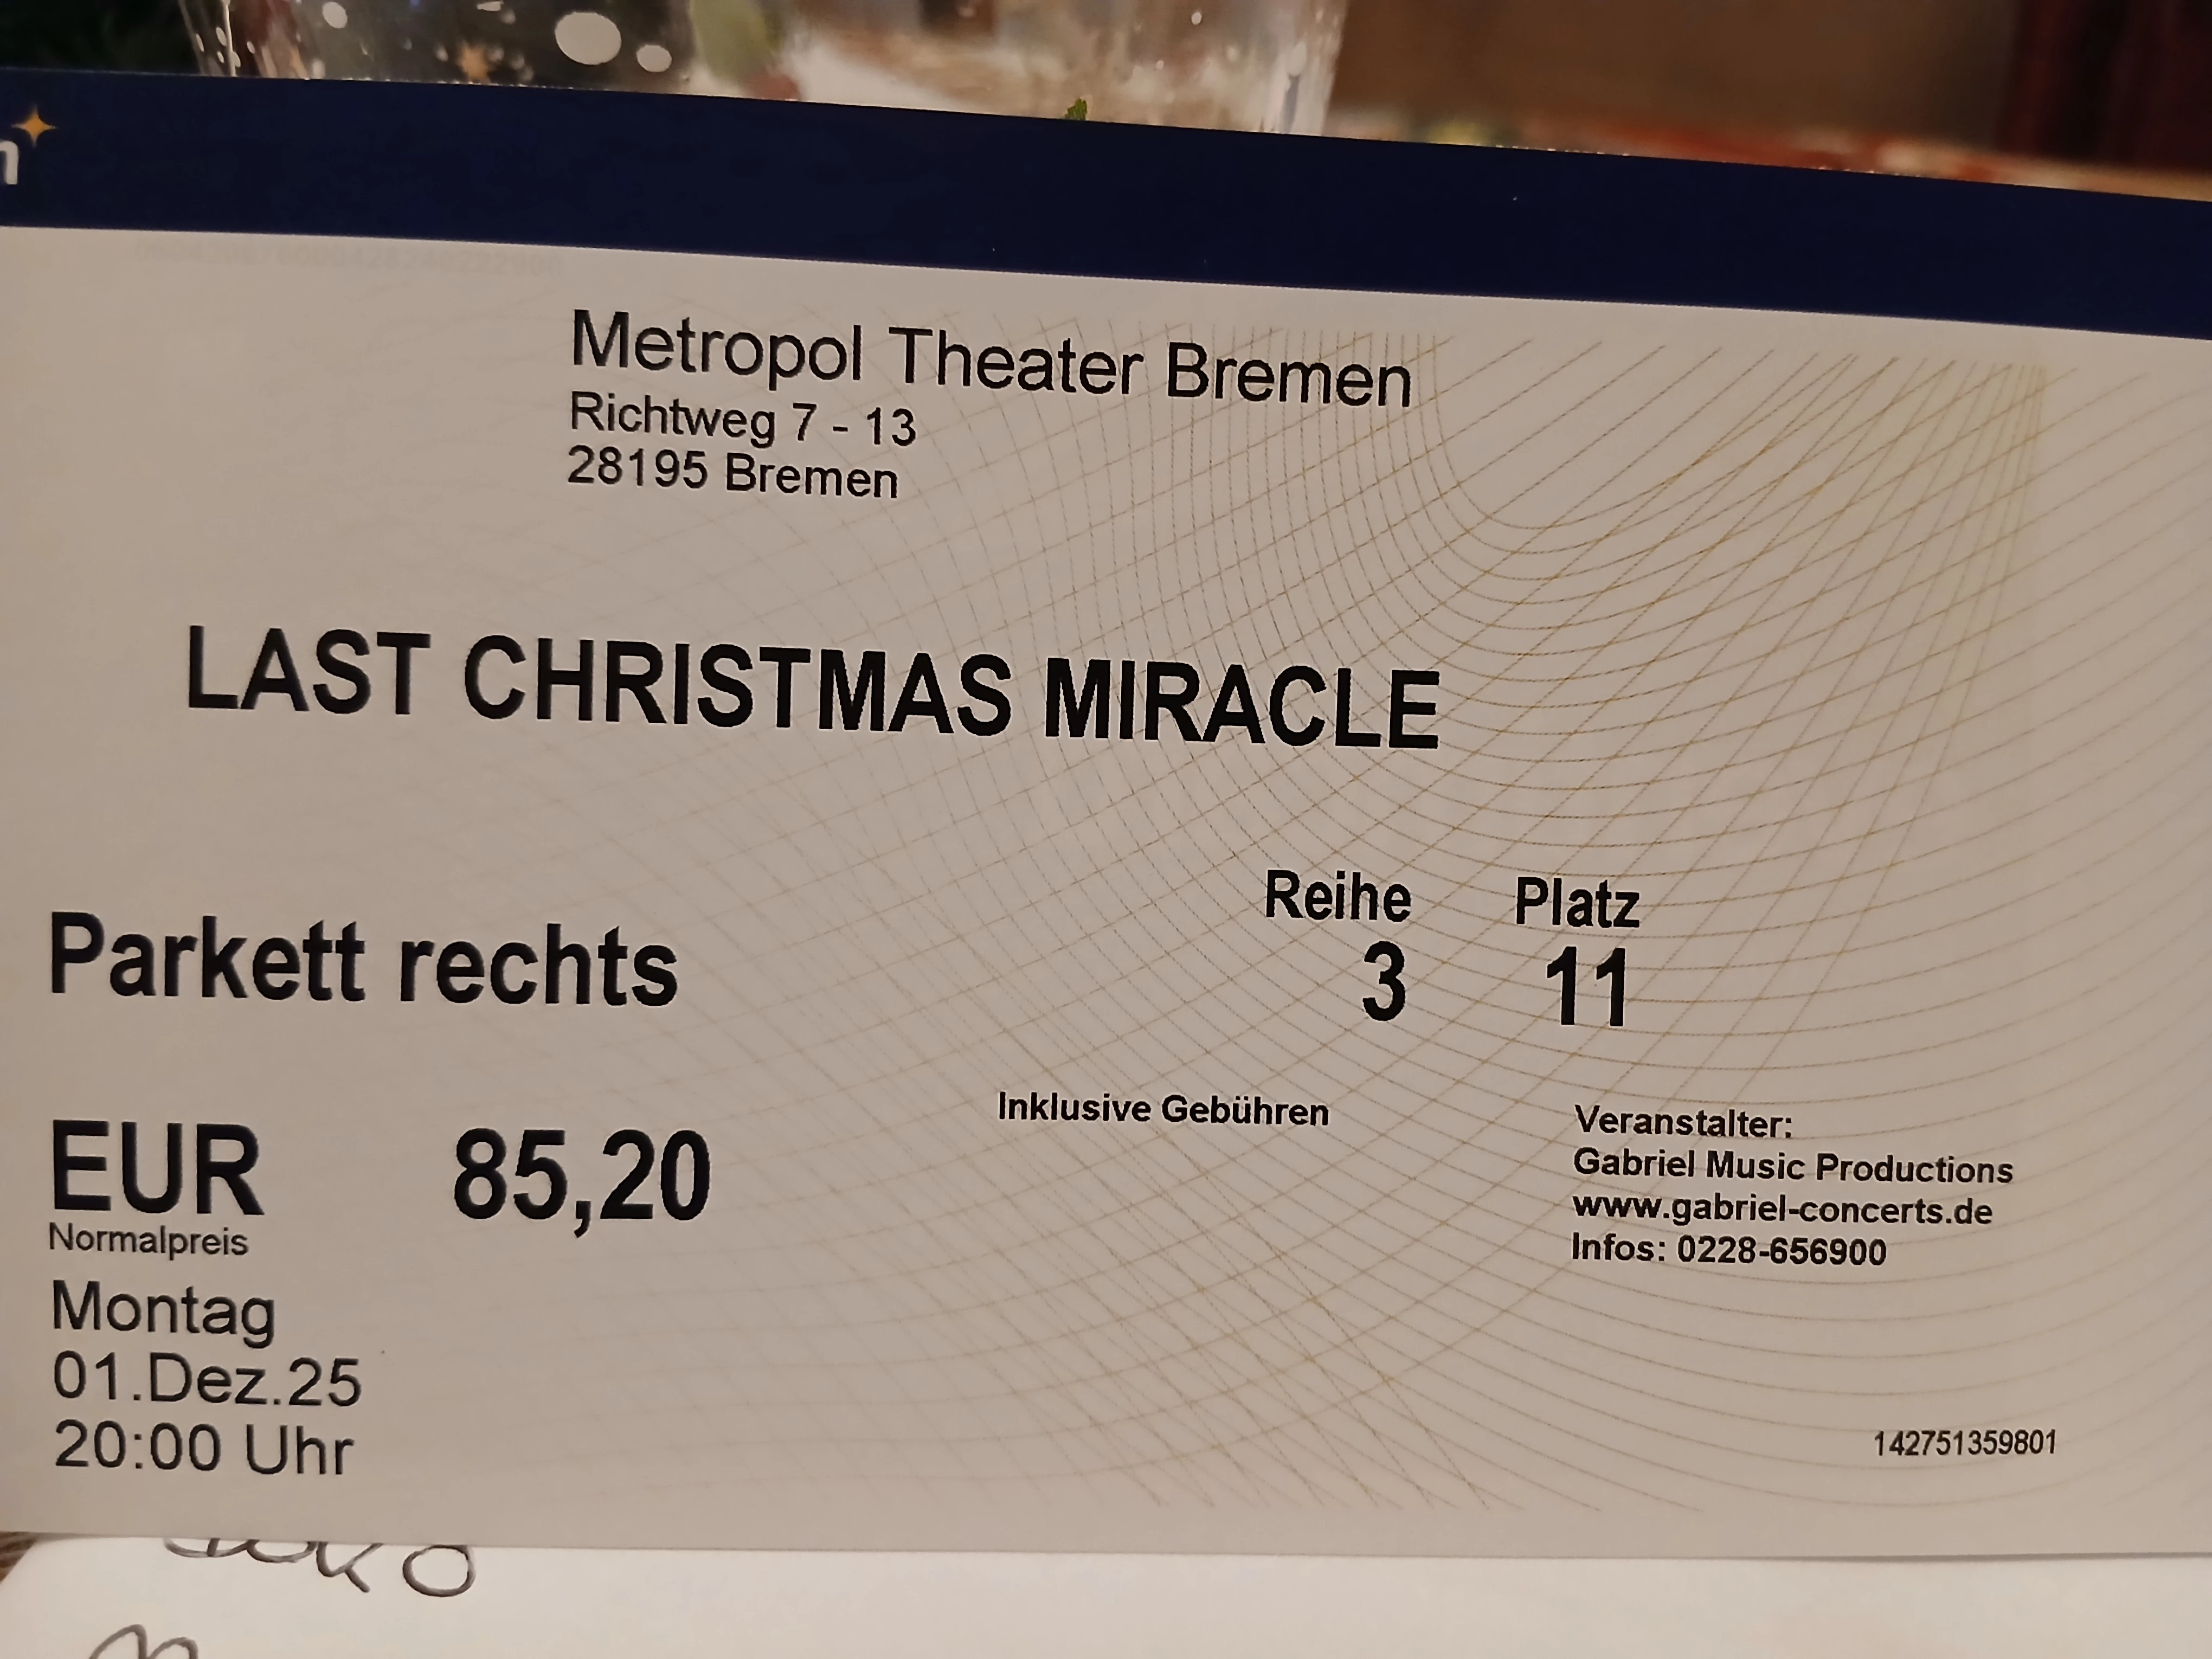 Metropol Theater Bremen
Richtweg 7 - 13
28195 Bremen
LAST CHRISTMAS MIRACLE
Reihe Platz
Parkett rechts 3 11
EUR 85,20
Normalpreis
Inklusive Gebühren
Veranstalter:
Gabriel Music Productions
www.gabriel-concerts.de
Infos: 0228-656900
Montag
01.Dez.25
20:00 Uhr
142751359801